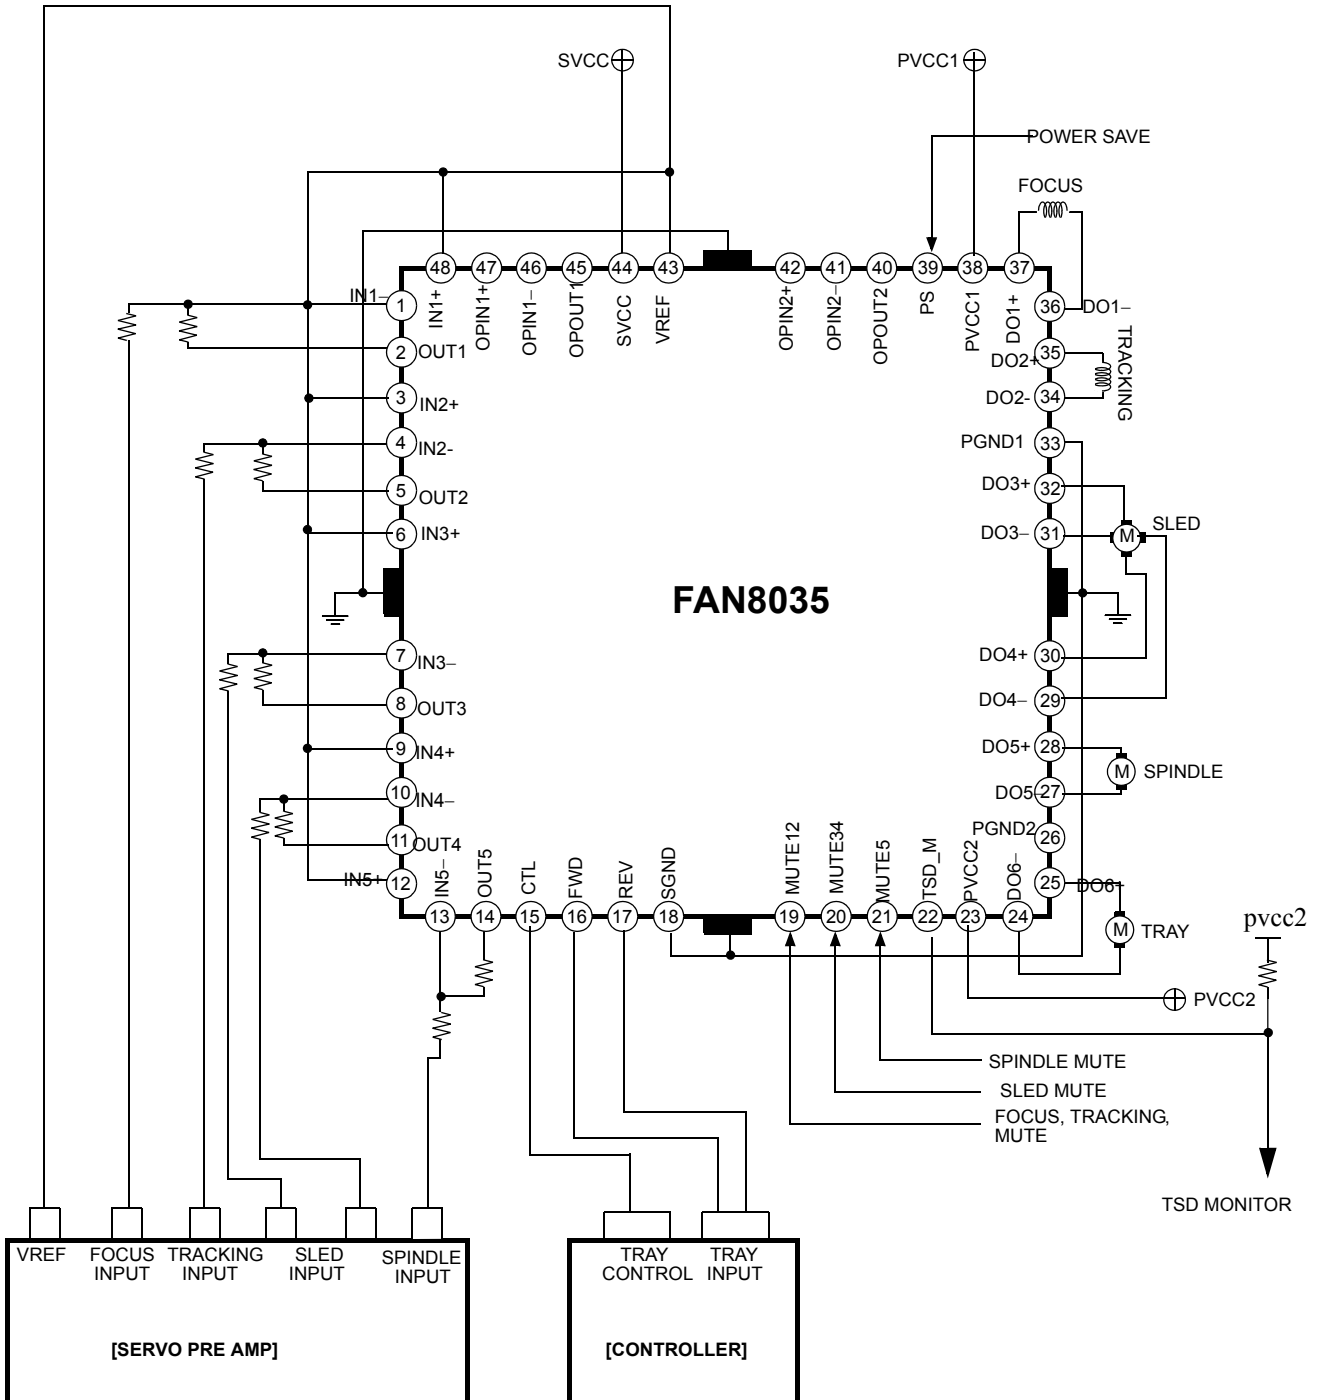 SVCC
PVCC1
POWER SAVE
FOCUS
48
47
46
45
44
43
42
41
40
39
38
37
IN1+
OPIN1+
OPIN1–
OPOUT1
SVCC
VREF
OPIN2+
OPIN2–
OPOUT2
PS
PVCC1
DO1+
IN1–
1
2
OUT1
3
IN2+
4
IN2-
5
OUT2
6
IN3+
7
IN3–
8
OUT3
9
IN4+
10
IN4–
11
OUT4
IN5+
12
36
DO1–
DO2+
35
TRACKING
DO2-
34
PGND1
33
DO3+
32
DO3–
31
M
SLED
FAN8035
DO4+
30
DO4–
29
DO5+
28
M
SPINDLE
DO5–
27
PGND2
26
25
DO6+
IN5–
OUT5
CTL
FWD
REV
SGND
MUTE12
MUTE34
MUTE5
TSD_M
PVCC2
DO6–
13
14
15
16
17
18
19
20
21
22
23
24
M
TRAY
pvcc2
PVCC2
SPINDLE MUTE
SLED MUTE
FOCUS, TRACKING,
MUTE
TSD MONITOR
VREF
FOCUS
INPUT
TRACKING
INPUT
SLED
INPUT
SPINDLE
INPUT
[SERVO PRE AMP]
TRAY
CONTROL
TRAY
INPUT
[CONTROLLER]